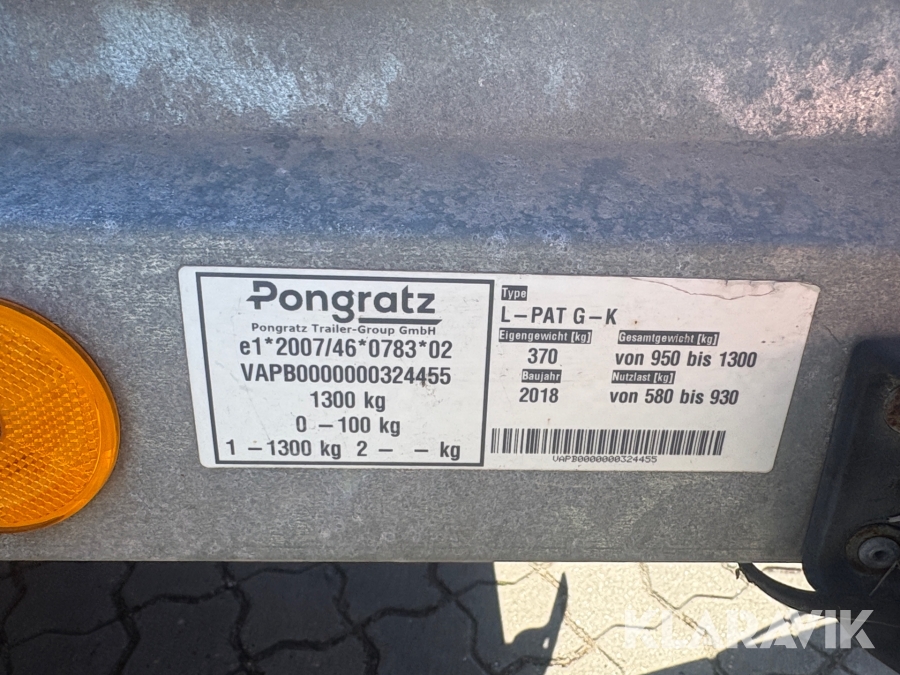 Pongratz
Pongratz Trailer-Group GmbH
e1*2007/46*0783*02
VAPB0000000324455
1300 kg
0 – 100 kg
1 – 1300 kg 2 – – kg
Type
L–PAT G–K
Eigengewicht [kg] Gesamtgewicht [kg]
370 von 950 bis 1300
Baujahr Nutzlast [kg]
2018 von 580 bis 930
VAPB0000000324455
KLARAVIK